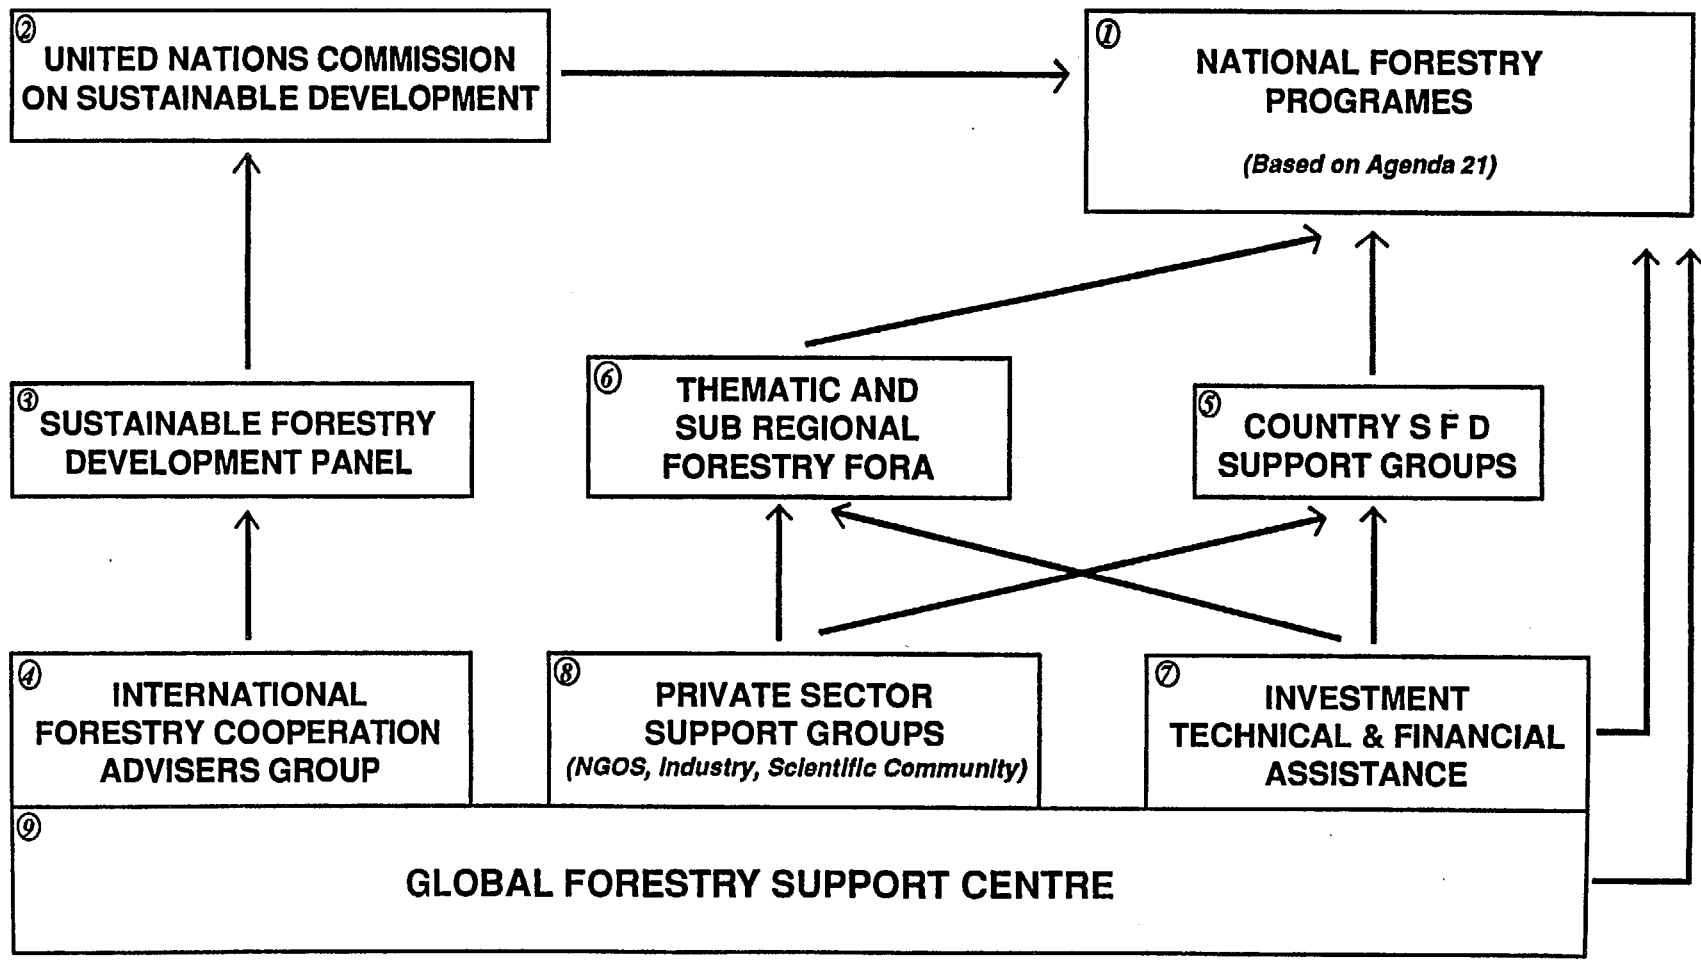 ②
UNITED NATIONS COMMISSION
ON SUSTAINABLE DEVELOPMENT
①
NATIONAL FORESTRY
PROGRAMES
(Based on Agenda 21)
③
SUSTAINABLE FORESTRY
DEVELOPMENT PANEL
⑥
THEMATIC AND
SUB REGIONAL
FORESTRY FORA
⑤
COUNTRY S F D
SUPPORT GROUPS
④
INTERNATIONAL
FORESTRY COOPERATION
ADVISERS GROUP
⑧
PRIVATE SECTOR
SUPPORT GROUPS
(NGOS, Industry, Scientific Community)
⑦
INVESTMENT
TECHNICAL & FINANCIAL
ASSISTANCE
⑨
GLOBAL FORESTRY SUPPORT CENTRE